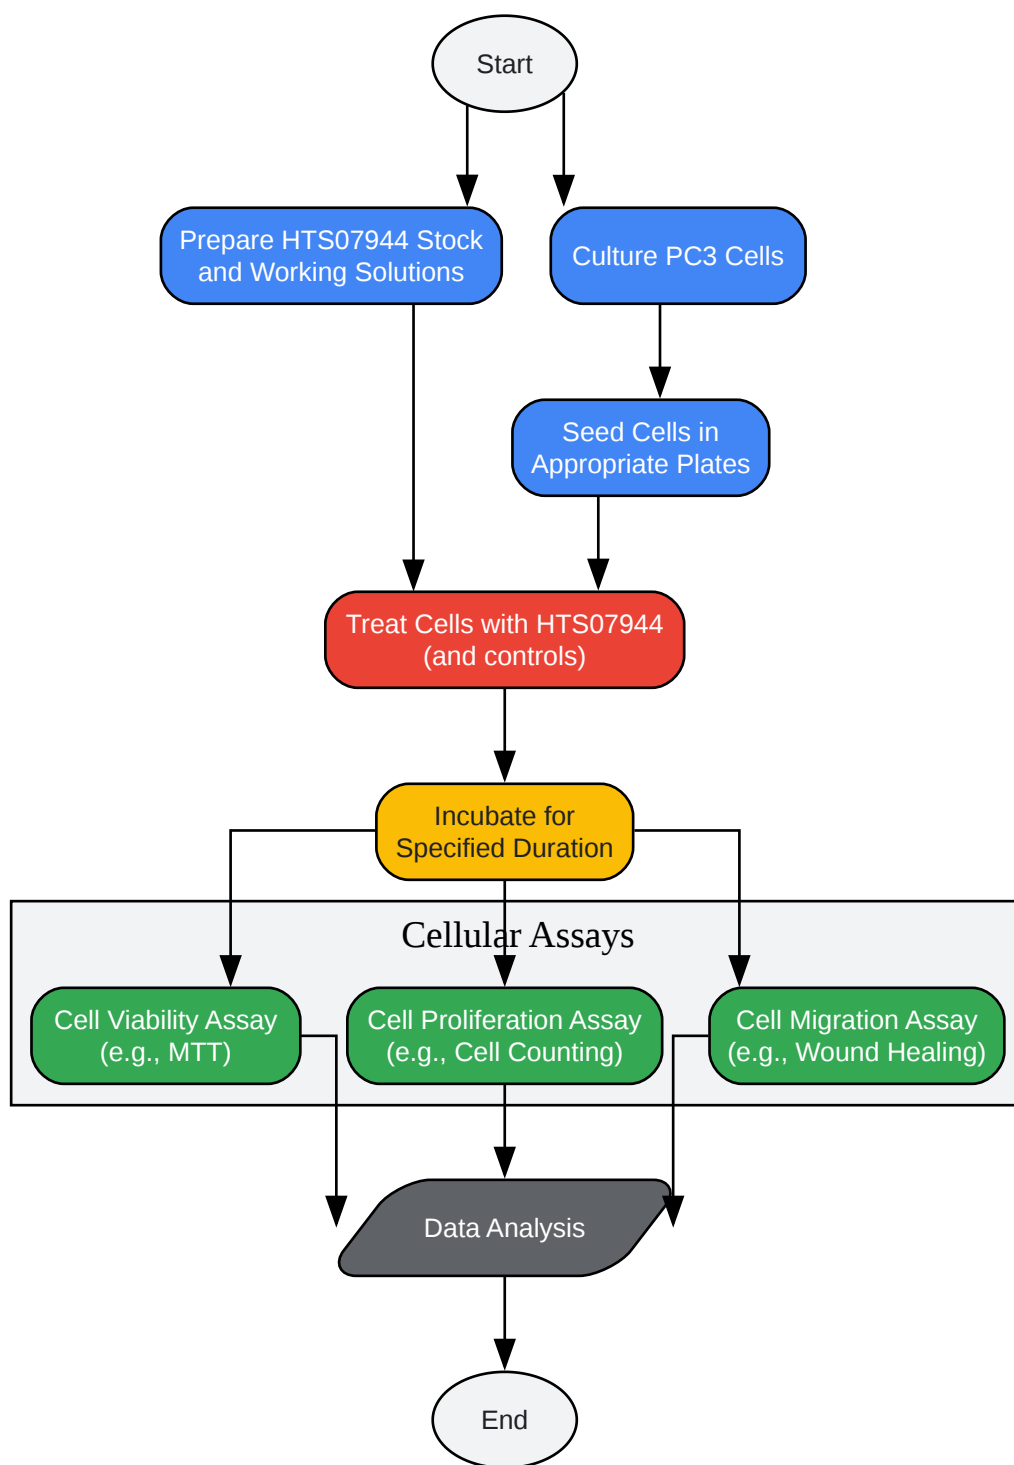 Start
Prepare HTS07944 Stock
and Working Solutions
Culture PC3 Cells
Seed Cells in
Appropriate Plates
Treat Cells with HTS07944
(and controls)
Incubate for
Specified Duration
Cellular Assays
Cell Viability Assay
(e.g., MTT)
Cell Proliferation Assay
(e.g., Cell Counting)
Cell Migration Assay
(e.g., Wound Healing)
Data Analysis
End